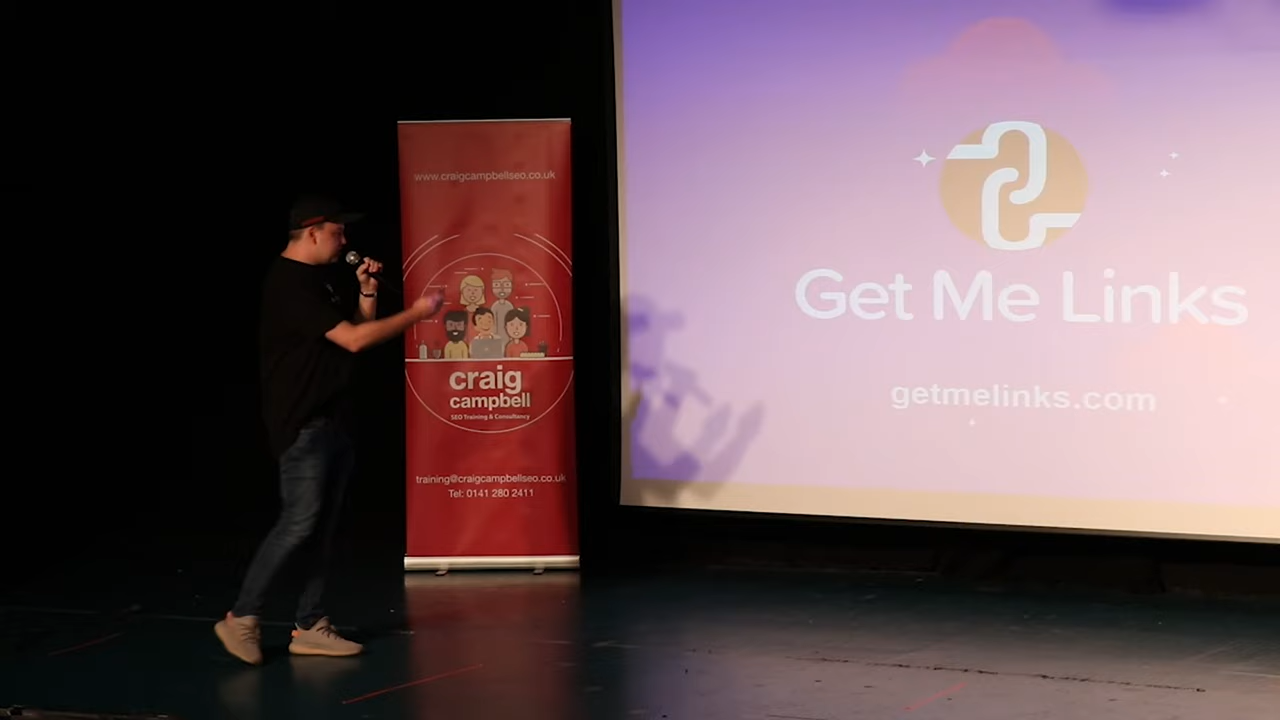 www.craigcampbellseo.co.uk
craig
campbell
SEO Training & Consultancy
training@craigcampbellseo.co.uk
Tel: 0141 280 2411
Get Me Links
getmelinks.com